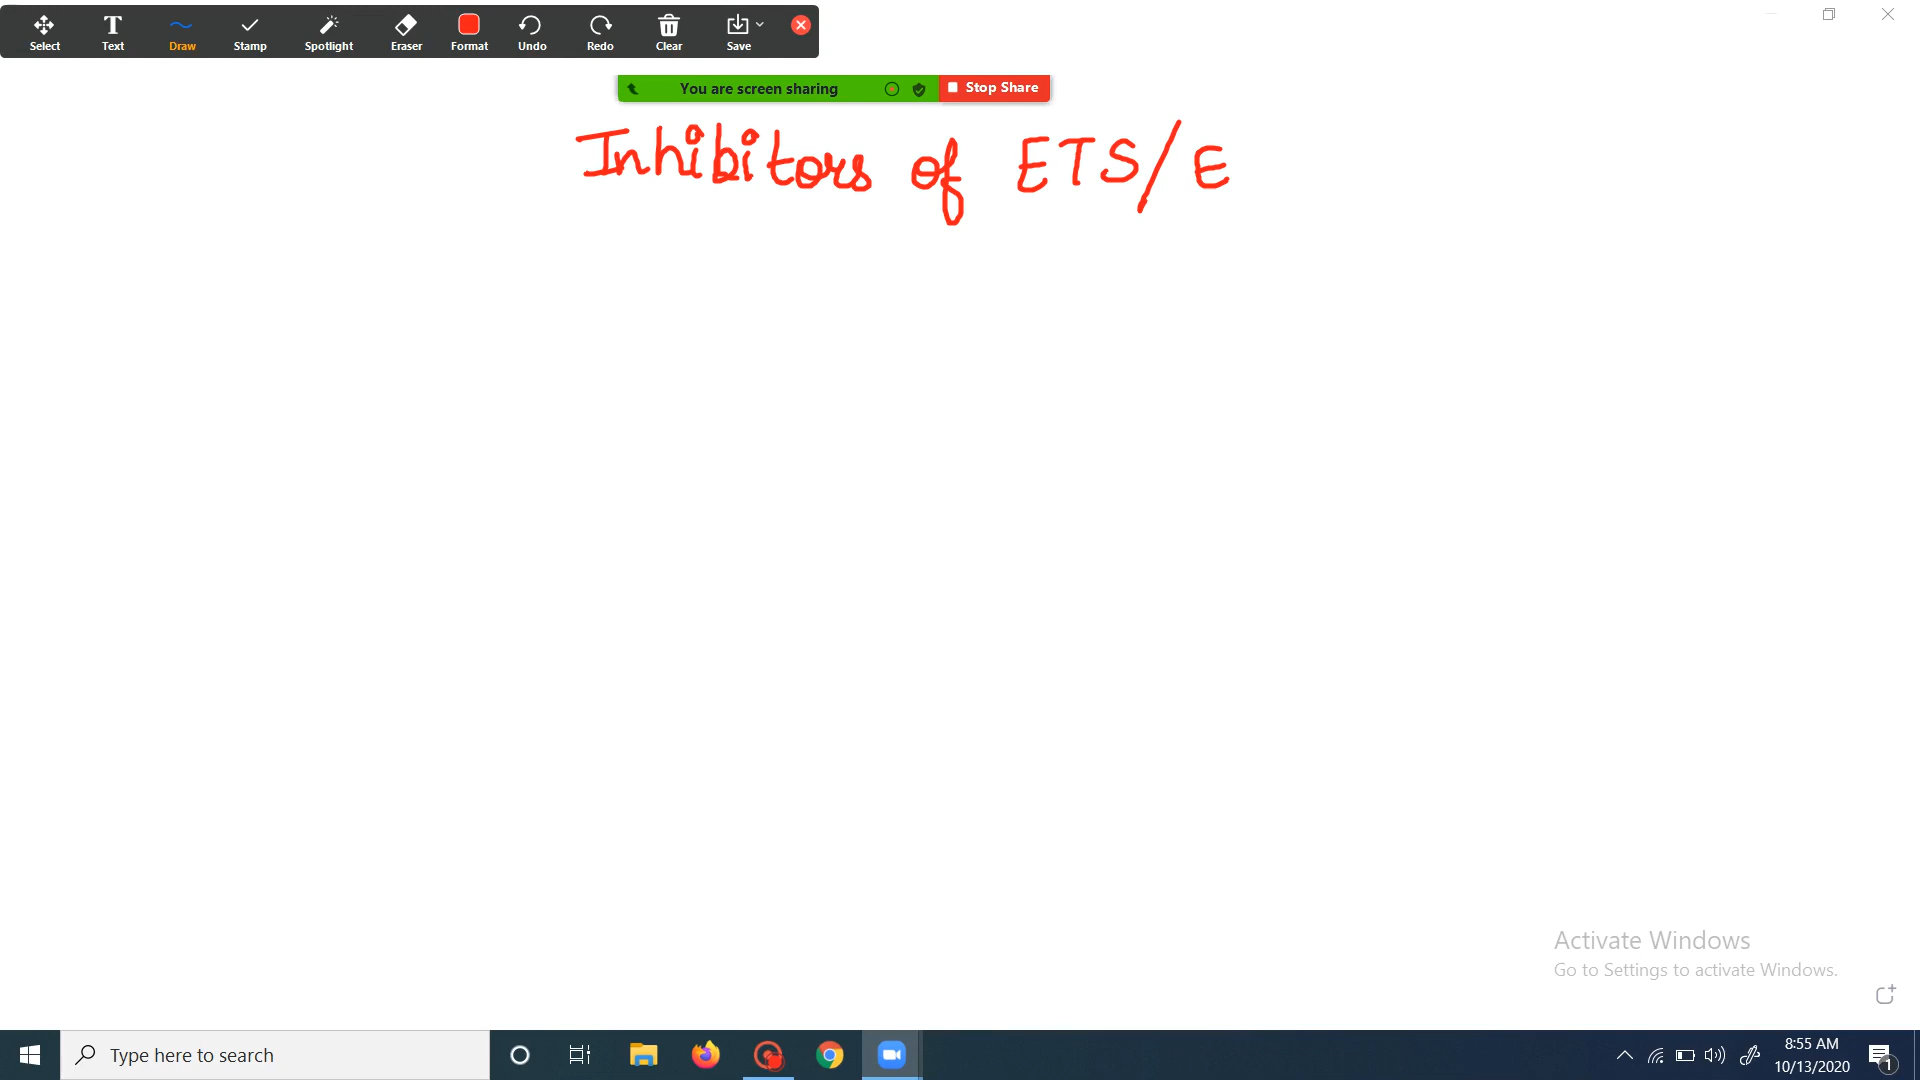 Select Text Draw Stamp Spotlight Eraser Format Undo Redo Clear Save
You are screen sharing Stop Share
Inhibitors of ETS/E
Activate Windows
Go to Settings to activate Windows.
Type here to search
8:55 AM
10/13/2020
1